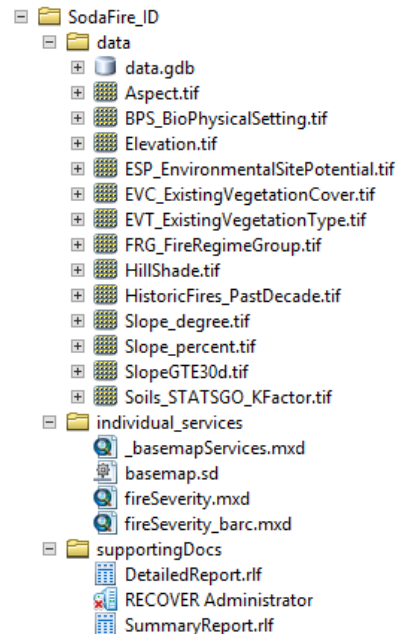 SodaFire_ID
data
data.gdb
Aspect.tif
BPS_BioPhysicalSetting.tif
Elevation.tif
ESP_EnvironmentalSitePotential.tif
EVC_ExistingVegetationCover.tif
EVT_ExistingVegetationType.tif
FRG_FireRegimeGroup.tif
HillShade.tif
HistoricFires_PastDecade.tif
Slope_degree.tif
Slope_percent.tif
SlopeGTE30d.tif
Soils_STATSGO_KFactor.tif
individual_services
_basemapServices.mxd
basemap.sd
fireSeverity.mxd
fireSeverity_barc.mxd
supportingDocs
DetailedReport.rlf
RECOVER Administrator
SummaryReport.rlf